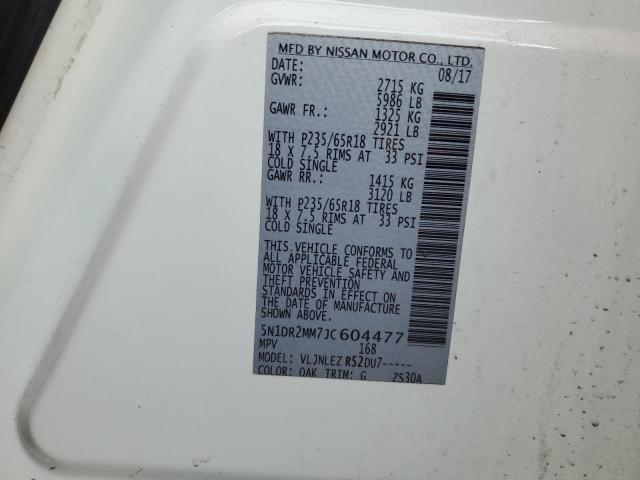 MFD BY NISSAN MOTOR CO., LTD.
DATE: 08/17
GVWR: 2715 KG
5986 LB
GAWR FR.: 1325 KG
2921 LB
WITH P235/65R18 TIRES
18 X 7.5 RIMS AT 33 PSI
COLD SINGLE
GAWR RR.: 1415 KG
3120 LB
WITH P235/65R18 TIRES
18 X 7.5 RIMS AT 33 PSI
COLD SINGLE
THIS VEHICLE CONFORMS TO
ALL APPLICABLE FEDERAL
MOTOR VEHICLE SAFETY AND
THEFT PREVENTION
STANDARDS IN EFFECT ON
THE DATE OF MANUFACTURE
SHOWN ABOVE.
5N1DR2MM7JC604477
MPV 168
MODEL: VLJNLEZ R52DU7-----
COLOR: QAK TRIM: G ZS30A